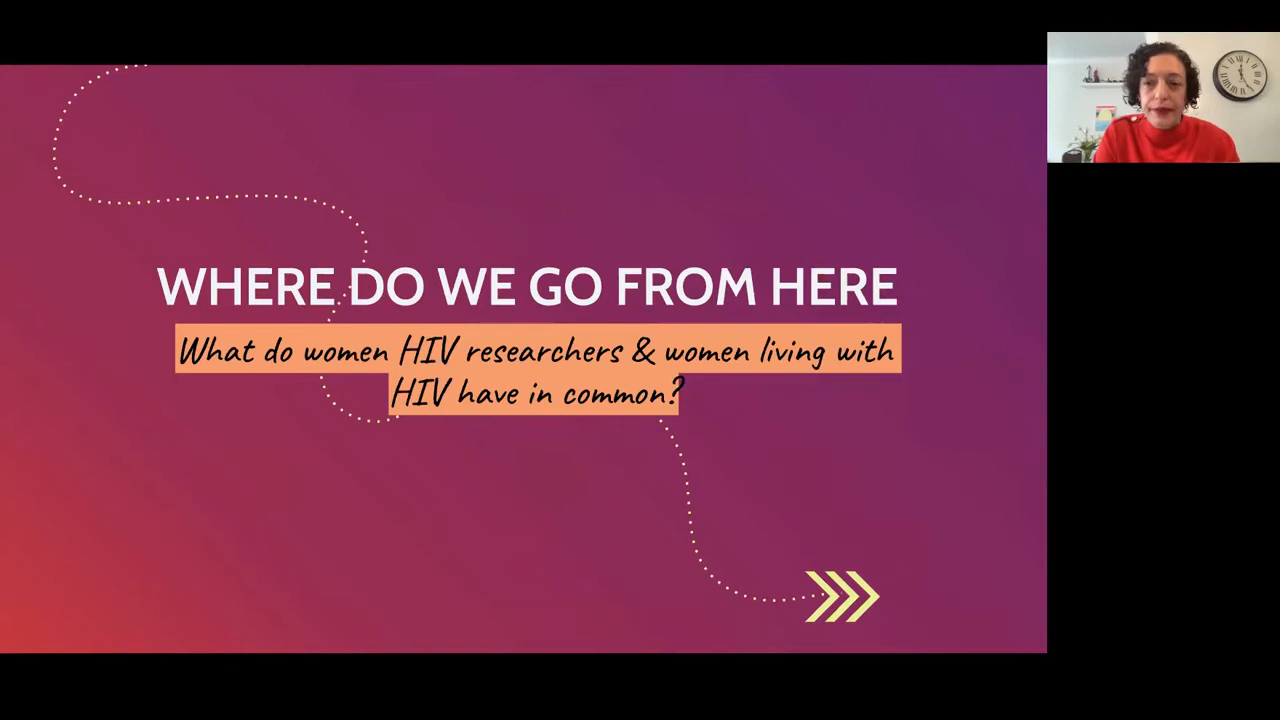 WHERE DO WE GO FROM HERE
What do women HIV researchers & women living with
HIV have in common?